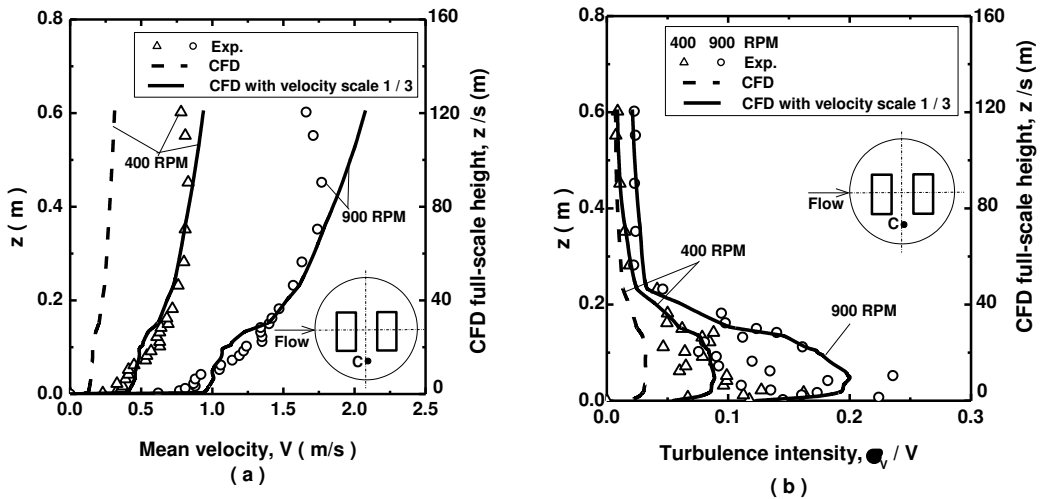 0.8
0.6
0.4
0.2
0.0
z ( m )
160
120
80
40
0
CFD full-scale height, z /s (m)
Exp.
CFD
CFD with velocity scale 1 / 3
400 RPM
900 RPM
Flow
C
0.0 0.5 1.0 1.5 2.0 2.5
Mean velocity, V ( m/s )
( a )
0.8
0.6
0.4
0.2
0.0
z ( m )
160
120
80
40
0
CFD full-scale height, z /s (m)
400 900 RPM
Exp.
CFD
CFD with velocity scale 1 / 3
Flow
C
400 RPM
900 RPM
0.0 0.1 0.2 0.3
Turbulence intensity, σv / V
( b )